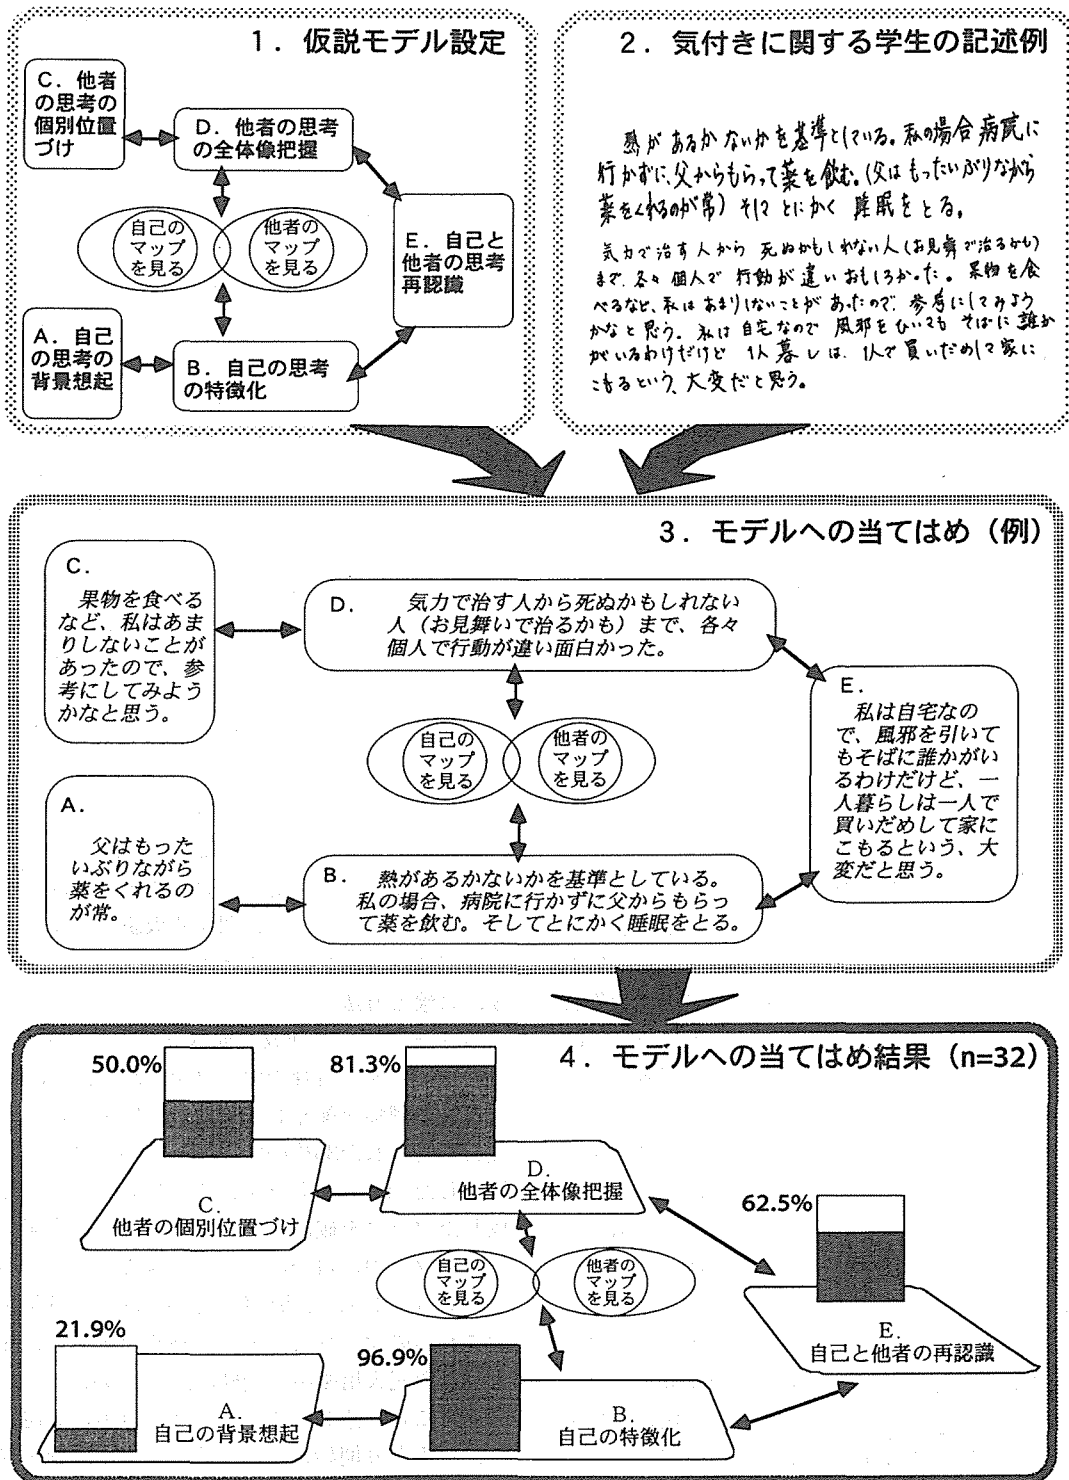 1．仮説モデル設定
C．他者
の思考の
個別位置
づけ
D．他者の思考
の全体像把握
自己の
マップ
を見る
他者の
マップ
を見る
E．自己と
他者の思考
再認識
A．自己
の思考の
背景想起
B．自己の思考
の特徴化
2．気付きに関する学生の記述例
熱があるかないかを基準としている。私の場合病院に
行かずに、父からもらって薬を飲む。(父はもったいぶりながら
薬をくれるのが常) そしてとにかく睡眠をとる。
気力で治す人から死ぬかもしれない人(お見舞で治るかも)
まで、各々個人で行動が違いおもしろかった。果物を食
べるなど、私はあまりしないことがあったので、参考にしてみよう
かなと思う。私は自宅なので風邪をひいてもそばに誰か
がいるわけだけど1人暮しは、1人で買いだめして家に
こもるという、大変だと思う。
3．モデルへの当てはめ（例）
C．
果物を食べる
など、私はあま
りしないことが
あったので、参
考にしてみよう
かなと思う。
D．気力で治す人から死ぬかもしれない
人（お見舞いで治るかも）まで、各々
個人で行動が違い面白かった。
自己の
マップ
を見る
他者の
マップ
を見る
E．
私は自宅なの
で、風邪を引いて
もそばに誰かがい
るわけだけど、一
人暮らしは一人で
買いだめして家に
こもるという、大
変だと思う。
A．
父はもった
いぶりながら
薬をくれるの
が常。
B．熱があるかないかを基準としている。
私の場合、病院に行かずに父からもらっ
て薬を飲む。そしてとにかく睡眠をとる。
4．モデルへの当てはめ結果（n=32）
50.0%
C．
他者の個別位置づけ
81.3%
D．
他者の全体像把握
自己の
マップ
を見る
他者の
マップ
を見る
62.5%
E．
自己と他者の再認識
21.9%
A．
自己の背景想起
96.9%
B．
自己の特徴化